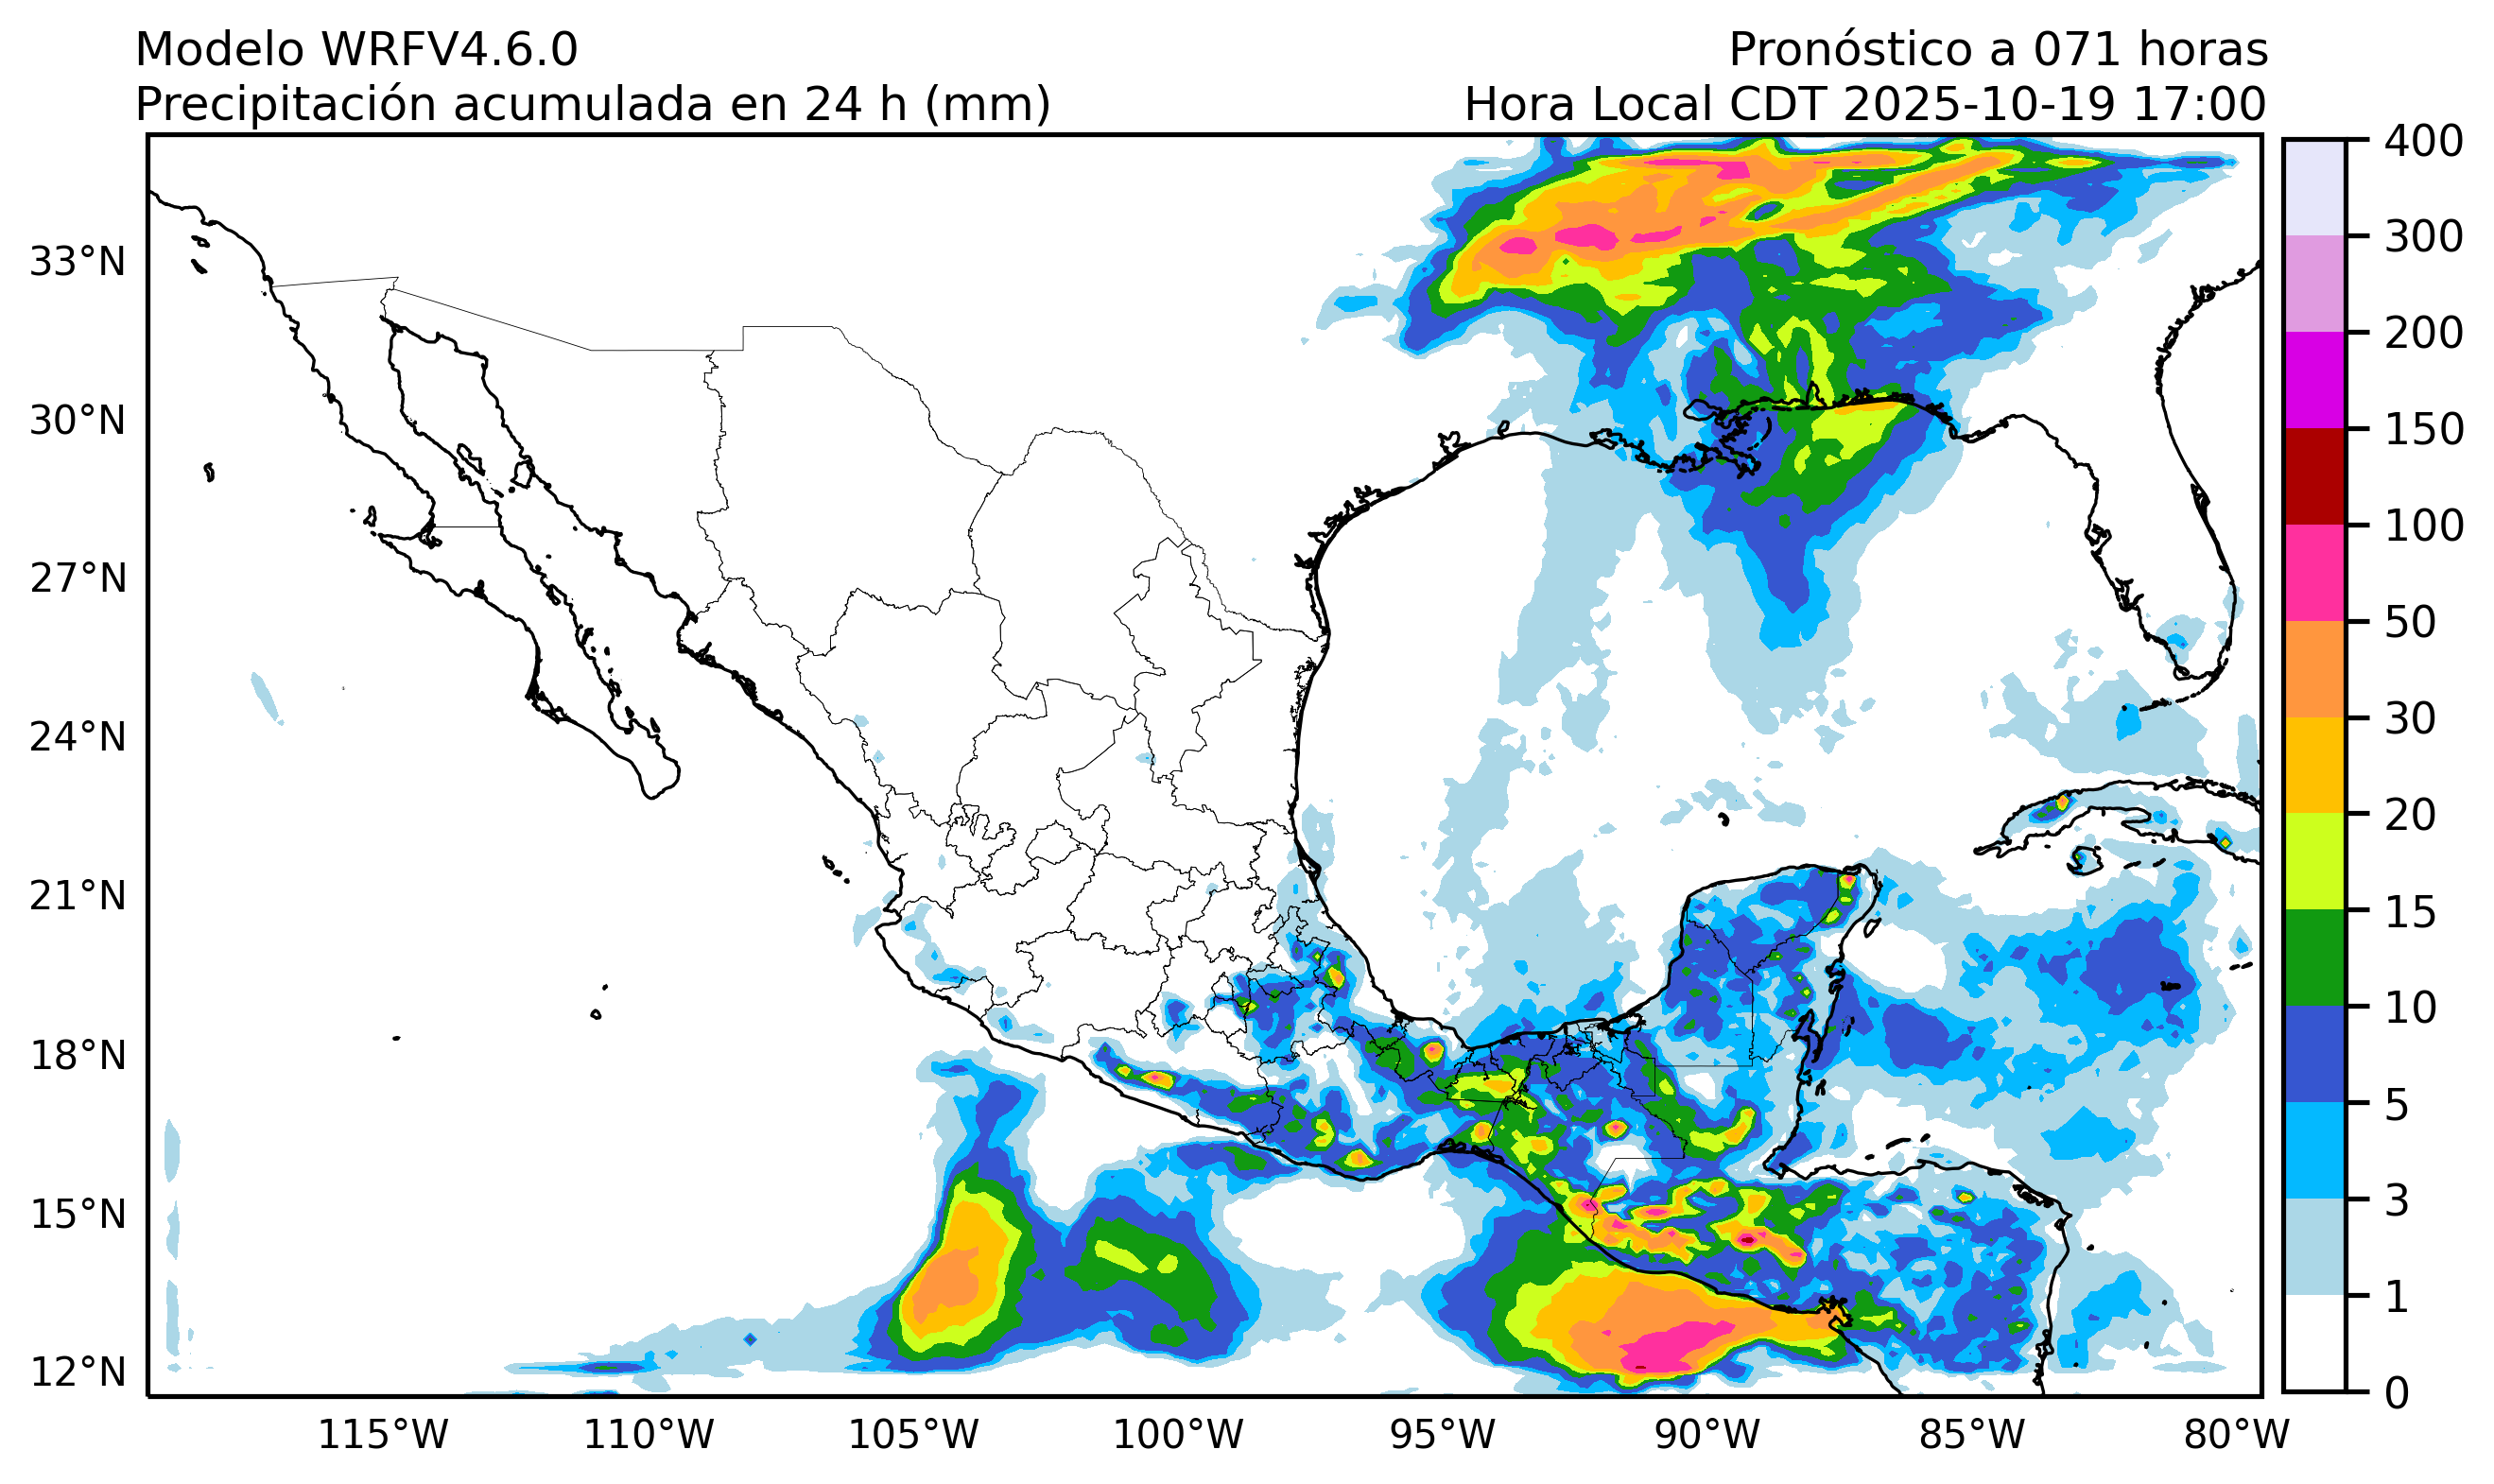 Modelo WRFV4.6.0
Pronóstico a 071 horas
Precipitación acumulada en 24 h (mm)
Hora Local CDT 2025-10-19 17:00
33°N
30°N
27°N
24°N
21°N
18°N
15°N
12°N
115°W
110°W
105°W
100°W
95°W
90°W
85°W
80°W
400
300
200
150
100
50
30
20
15
10
5
3
1
0